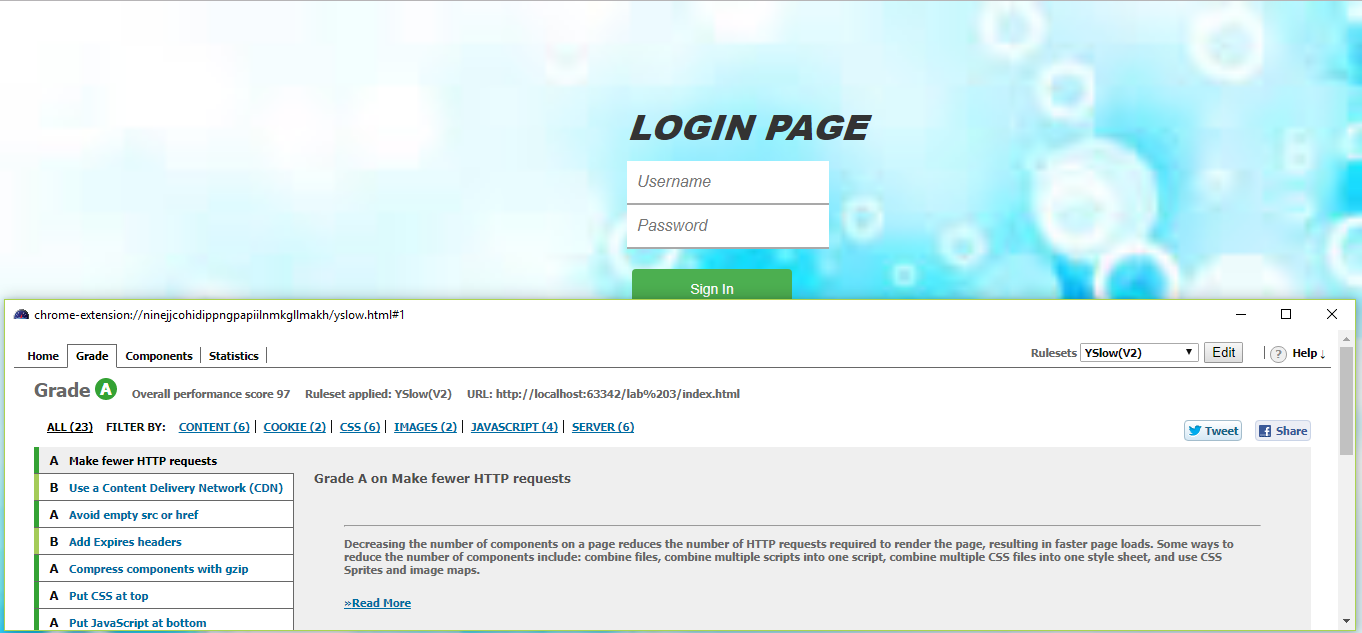 LOGIN PAGE
Username
Password
Sign In
chrome-extension://ninejjcohidippngpapiilnmkgllmakh/yslow.html#1
Home Grade Components Statistics Rulesets YSlow(V2) Edit ? Help ↓
Grade A Overall performance score 97 Ruleset applied: YSlow(V2) URL: http://localhost:63342/lab%203/index.html
ALL (23) FILTER BY: CONTENT (6) | COOKIE (2) | CSS (6) | IMAGES (2) | JAVASCRIPT (4) | SERVER (6)
Tweet Share
A Make fewer HTTP requests
B Use a Content Delivery Network (CDN)
A Avoid empty src or href
B Add Expires headers
A Compress components with gzip
A Put CSS at top
A Put JavaScript at bottom
Grade A on Make fewer HTTP requests
Decreasing the number of components on a page reduces the number of HTTP requests required to render the page, resulting in faster page loads. Some ways to
reduce the number of components include: combine files, combine multiple scripts into one script, combine multiple CSS files into one style sheet, and use CSS
Sprites and image maps.
»Read More